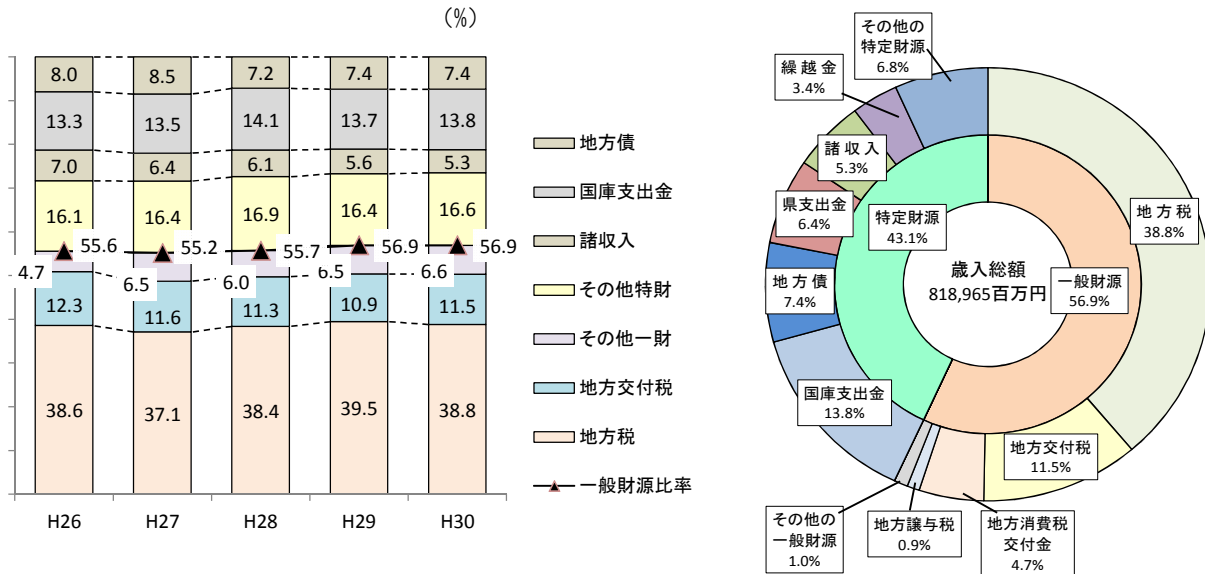 (%)
8.0
8.5
7.2
7.4
7.4
13.3
13.5
14.1
13.7
13.8
7.0
6.4
6.1
5.6
5.3
16.1
16.4
16.9
16.4
16.6
55.6
55.2
55.7
56.9
56.9
4.7
6.5
6.0
6.5
6.6
12.3
11.6
11.3
10.9
11.5
38.6
37.1
38.4
39.5
38.8
H26
H27
H28
H29
H30
地方債
国庫支出金
諸収入
その他特財
その他一財
地方交付税
地方税
一般財源比率
その他の
特定財源
6.8%
繰 越 金
3.4%
諸 収 入
5.3%
県支出金
6.4%
地 方 債
7.4%
国庫支出金
13.8%
特定財源
43.1%
歳入総額
818,965百万円
一般財源
56.9%
地 方 税
38.8%
地方交付税
11.5%
地方消費税
交付金
4.7%
地方譲与税
0.9%
その他の
一般財源
1.0%